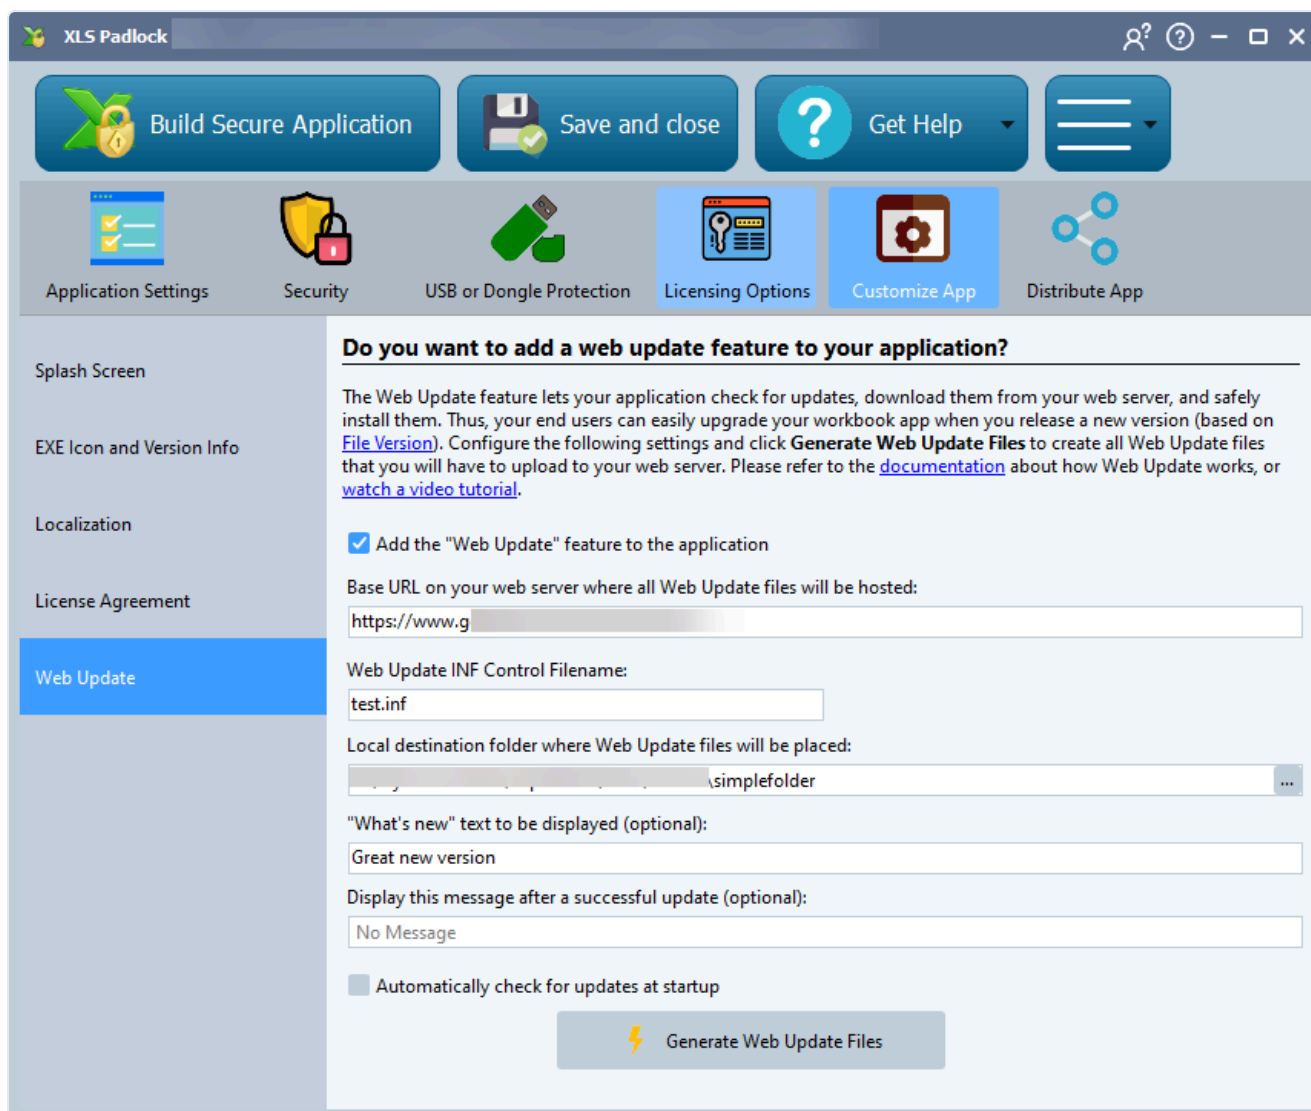 XLS Padlock
Build Secure Application
Save and close
Get Help
Application Settings
Security
USB or Dongle Protection
Licensing Options
Customize App
Distribute App
Splash Screen
EXE Icon and Version Info
Localization
License Agreement
Web Update
Do you want to add a web update feature to your application?
The Web Update feature lets your application check for updates, download them from your web server, and safely
install them. Thus, your end users can easily upgrade your workbook app when you release a new version (based on
File Version). Configure the following settings and click Generate Web Update Files to create all Web Update files
that you will have to upload to your web server. Please refer to the documentation about how Web Update works, or
watch a video tutorial.
Add the "Web Update" feature to the application
Base URL on your web server where all Web Update files will be hosted:
https://www.g
Web Update INF Control Filename:
test.inf
Local destination folder where Web Update files will be placed:
\simplefolder
...
"What's new" text to be displayed (optional):
Great new version
Display this message after a successful update (optional):
No Message
Automatically check for updates at startup
Generate Web Update Files